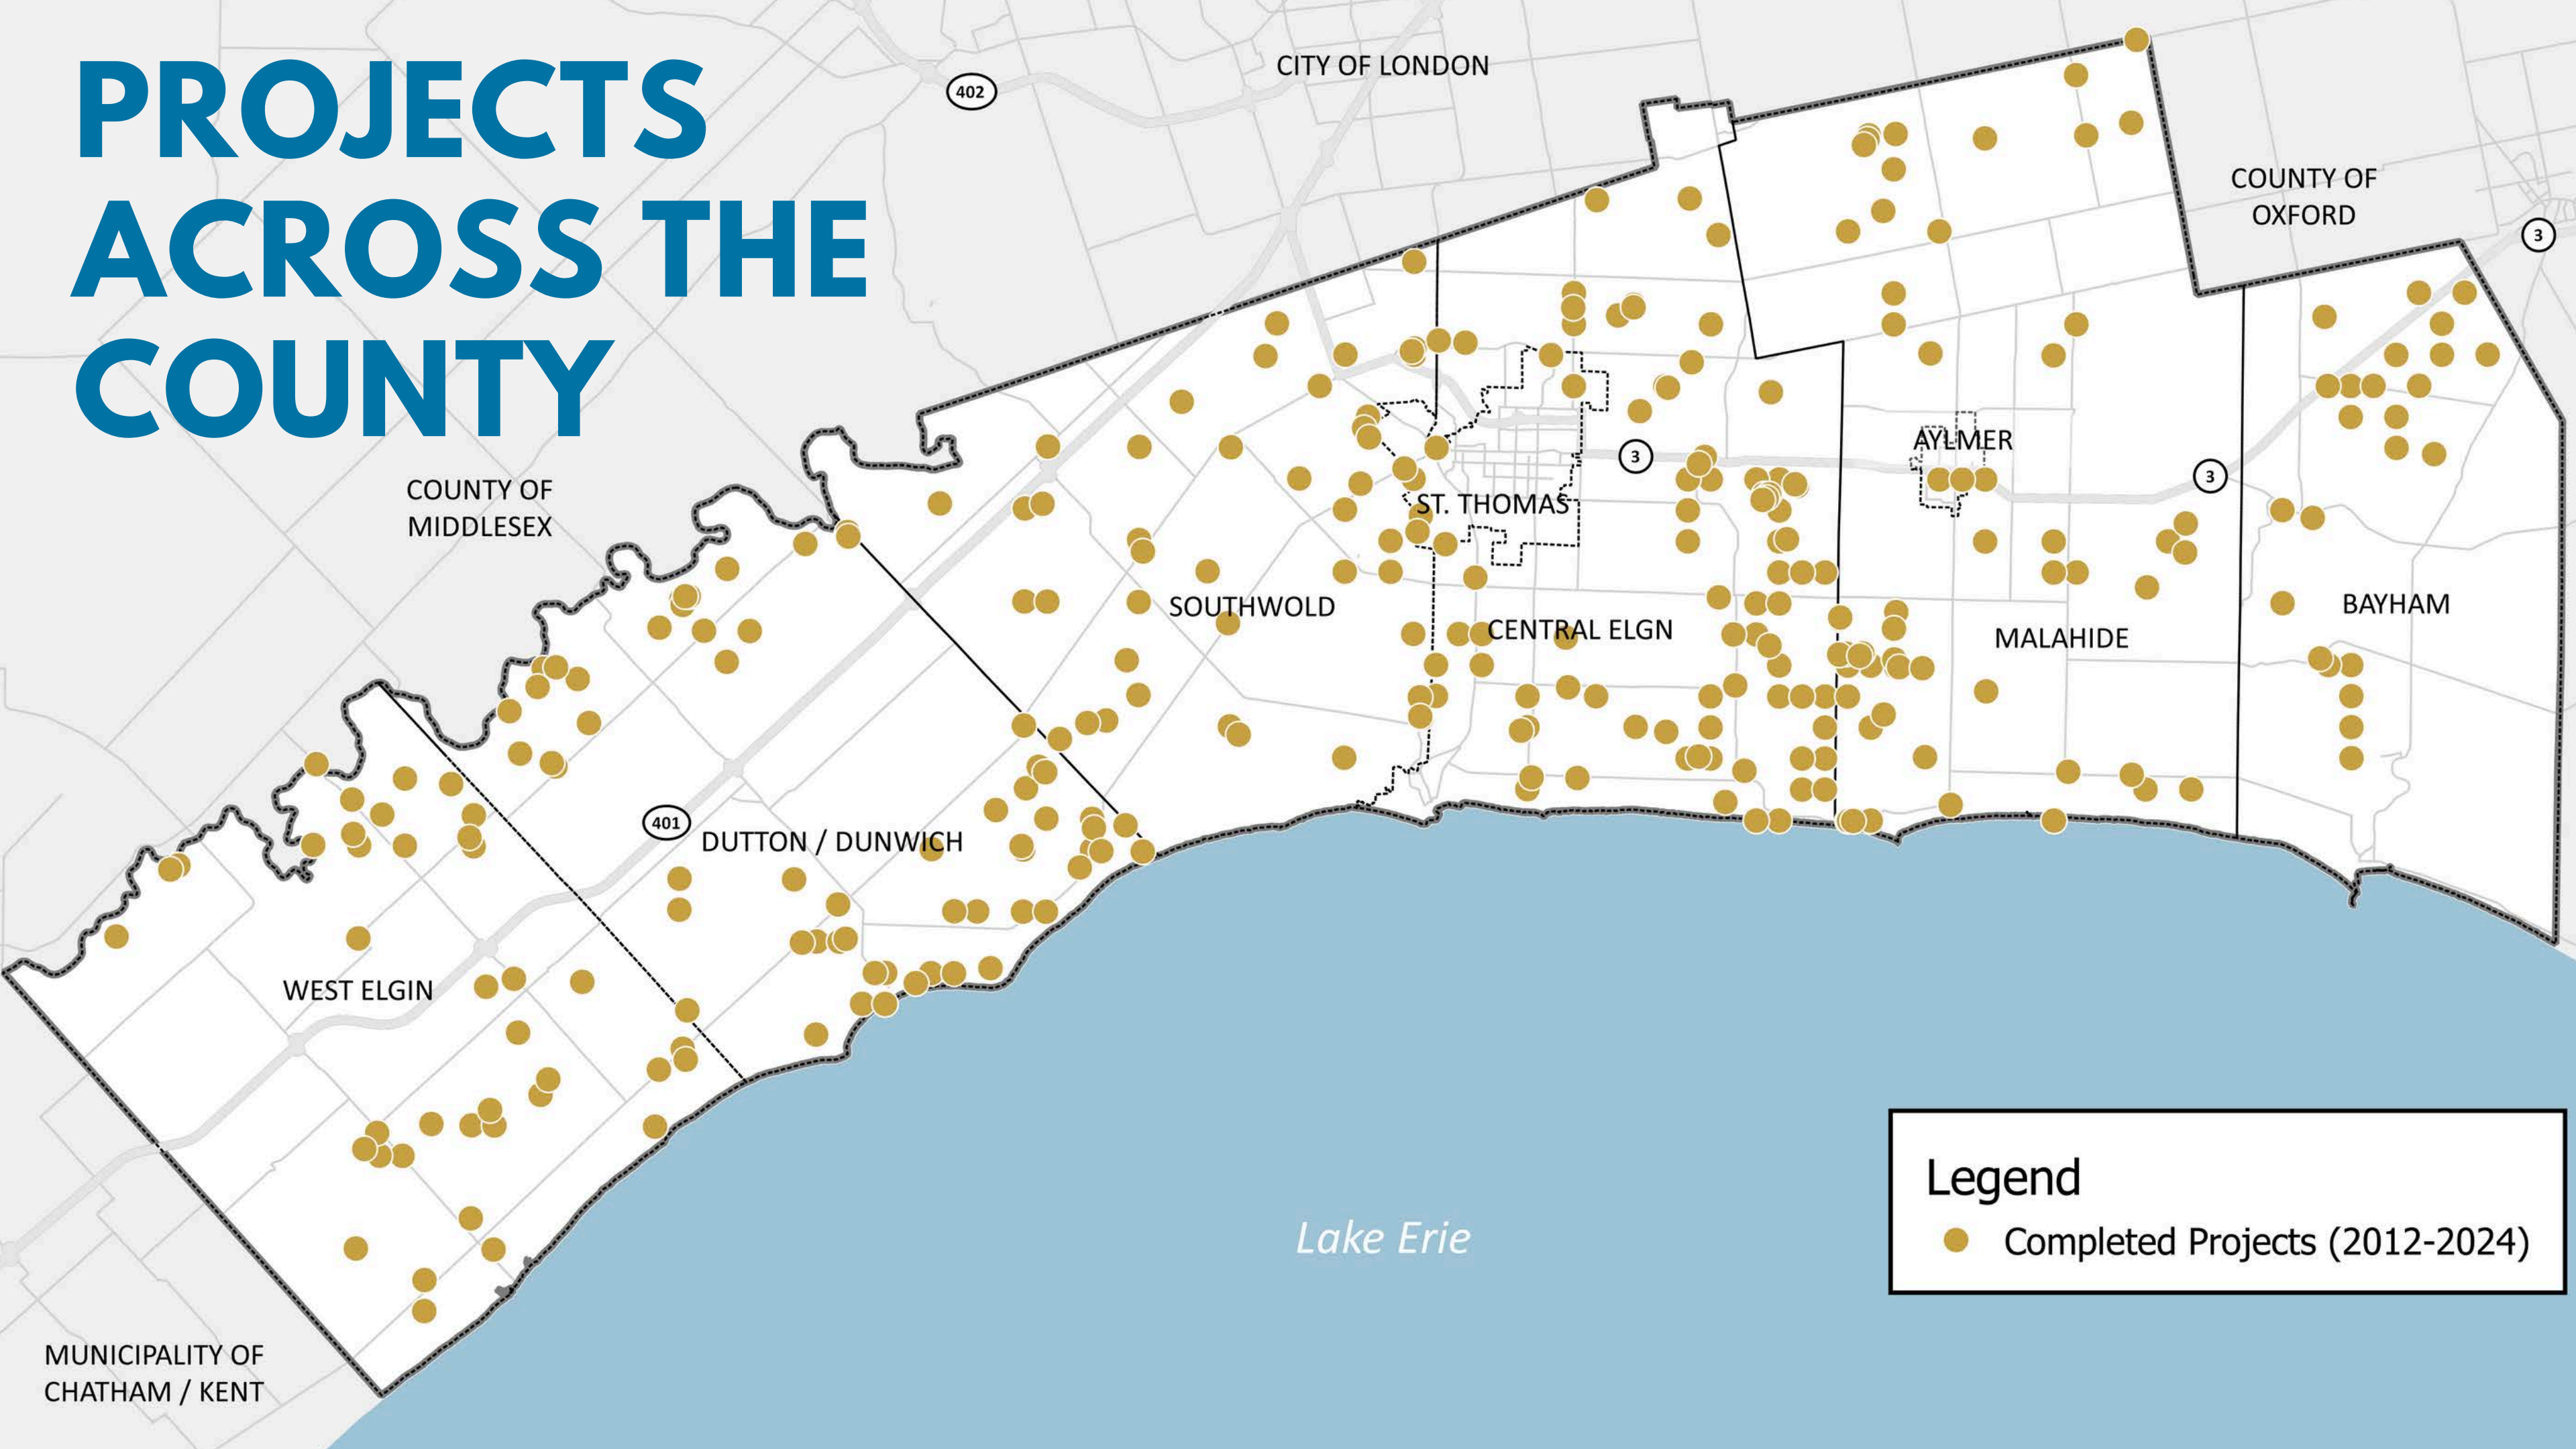 PROJECTS
ACROSS THE
COUNTY
CITY OF LONDON
402
COUNTY OF
OXFORD
3
COUNTY OF
MIDDLESEX
AYLMER
3
3
ST. THOMAS
SOUTHWOLD
CENTRAL ELGN
MALAHIDE
BAYHAM
401
DUTTON / DUNWICH
WEST ELGIN
Lake Erie
Legend
Completed Projects (2012-2024)
MUNICIPALITY OF
CHATHAM / KENT